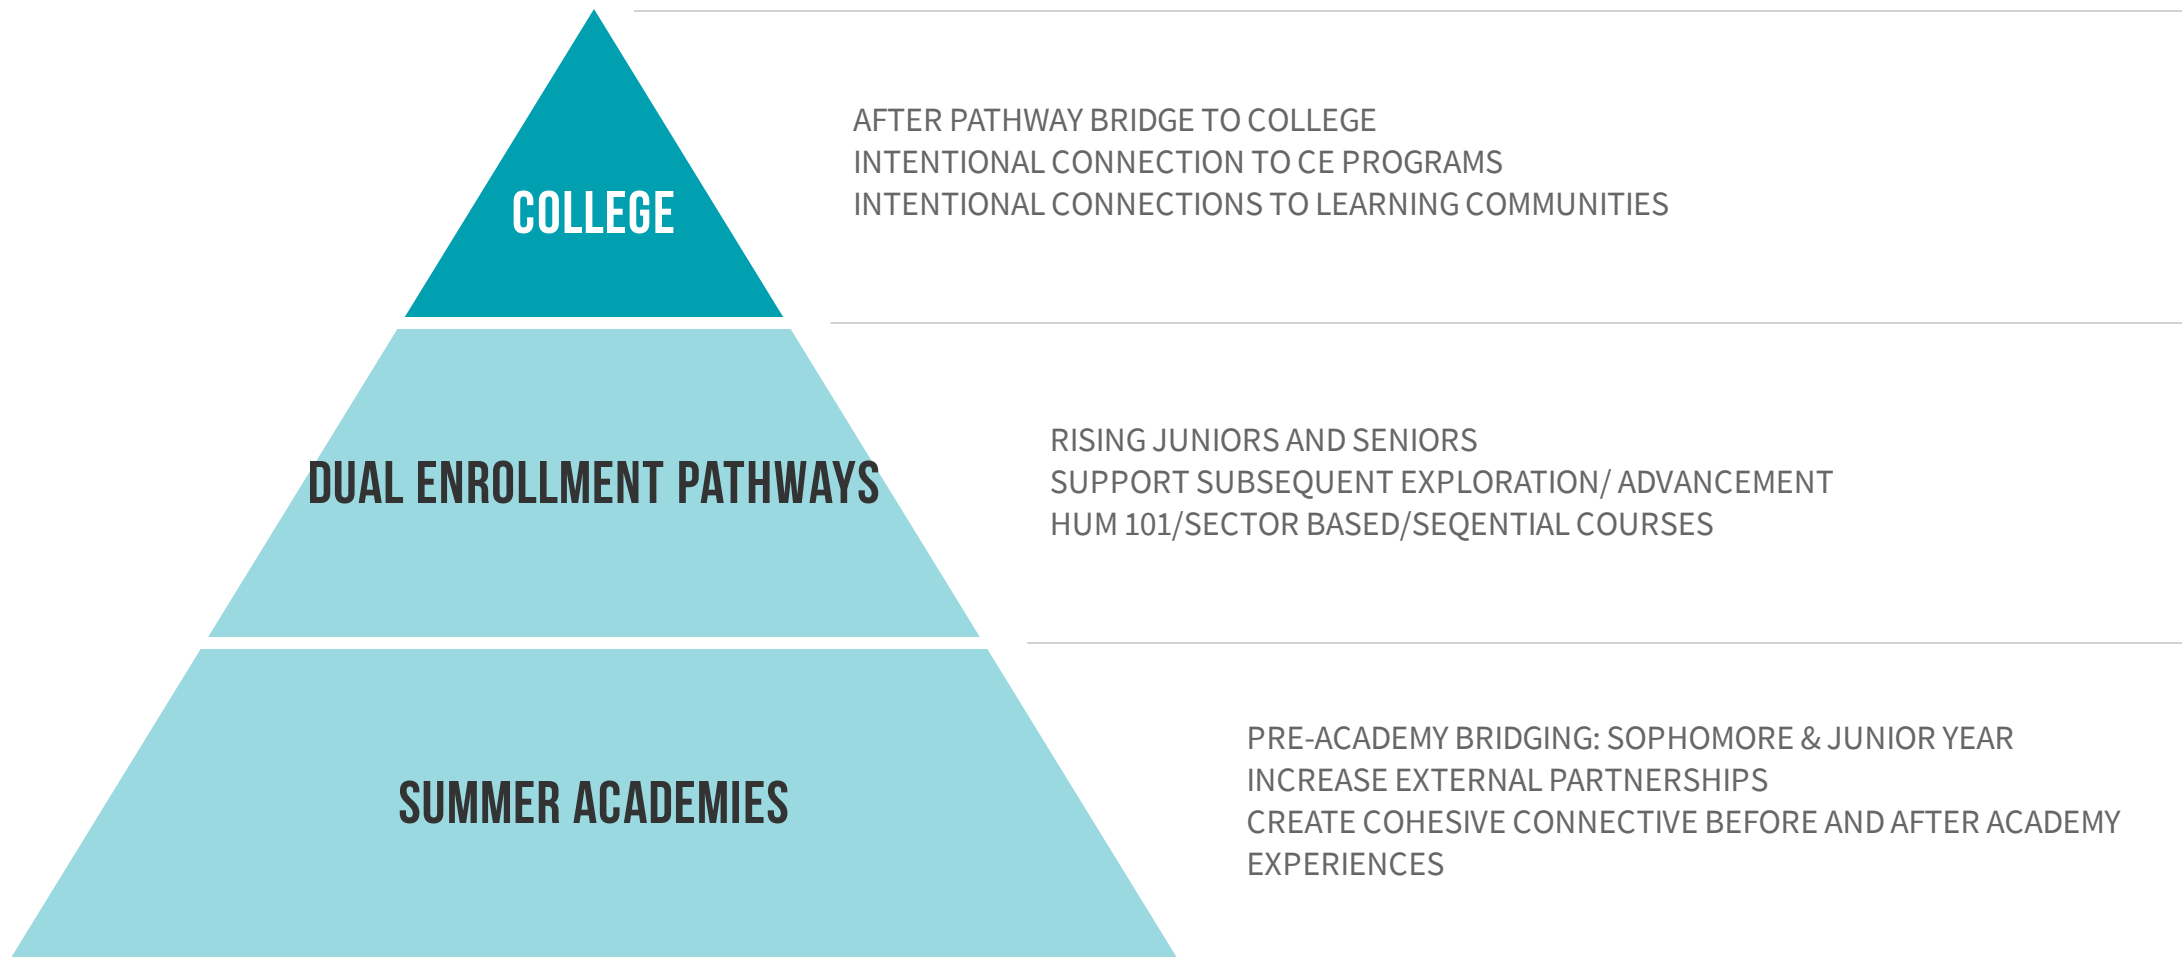 COLLEGE
AFTER PATHWAY BRIDGE TO COLLEGE
INTENTIONAL CONNECTION TO CE PROGRAMS
INTENTIONAL CONNECTIONS TO LEARNING COMMUNITIES
DUAL ENROLLMENT PATHWAYS
RISING JUNIORS AND SENIORS
SUPPORT SUBSEQUENT EXPLORATION/ ADVANCEMENT
HUM 101/SECTOR BASED/SEQENTIAL COURSES
SUMMER ACADEMIES
PRE-ACADEMY BRIDGING: SOPHOMORE & JUNIOR YEAR
INCREASE EXTERNAL PARTNERSHIPS
CREATE COHESIVE CONNECTIVE BEFORE AND AFTER ACADEMY
EXPERIENCES